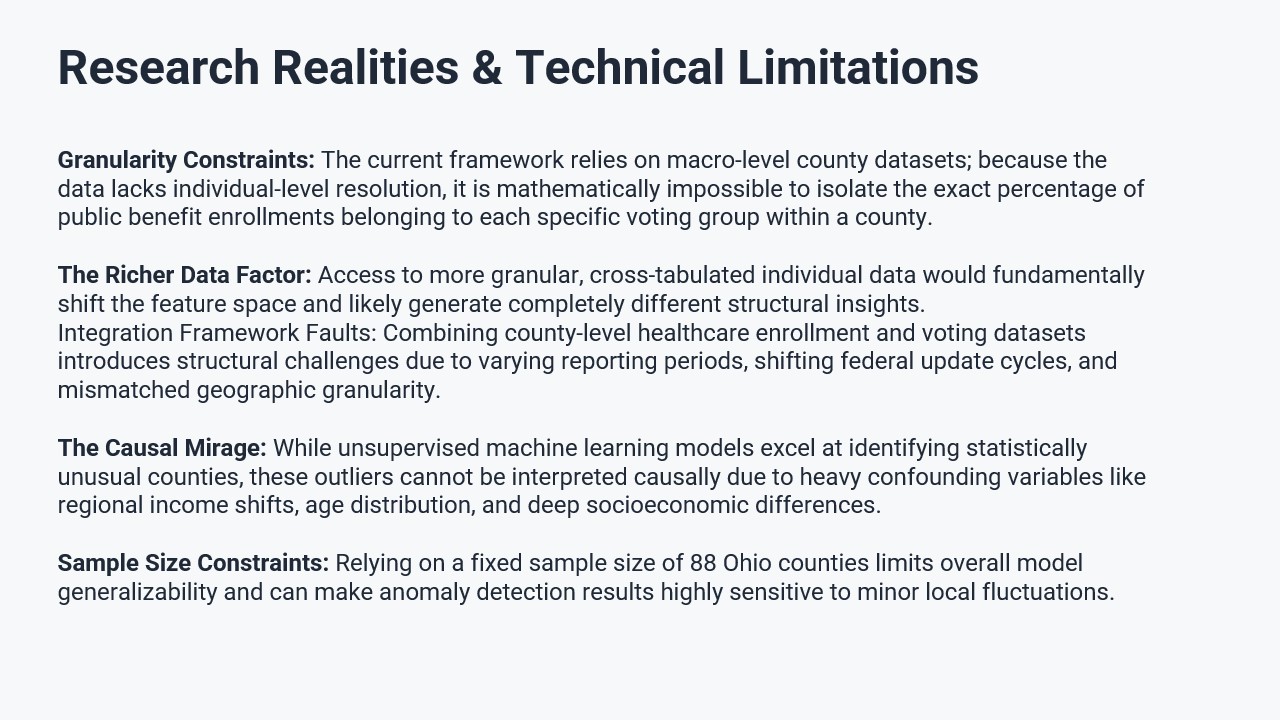 Research Realities & Technical Limitations
Granularity Constraints: The current framework relies on macro-level county datasets; because the
data lacks individual-level resolution, it is mathematically impossible to isolate the exact percentage of
public benefit enrollments belonging to each specific voting group within a county.
The Richer Data Factor: Access to more granular, cross-tabulated individual data would fundamentally
shift the feature space and likely generate completely different structural insights.
Integration Framework Faults: Combining county-level healthcare enrollment and voting datasets
introduces structural challenges due to varying reporting periods, shifting federal update cycles, and
mismatched geographic granularity.
The Causal Mirage: While unsupervised machine learning models excel at identifying statistically
unusual counties, these outliers cannot be interpreted causally due to heavy confounding variables like
regional income shifts, age distribution, and deep socioeconomic differences.
Sample Size Constraints: Relying on a fixed sample size of 88 Ohio counties limits overall model
generalizability and can make anomaly detection results highly sensitive to minor local fluctuations.